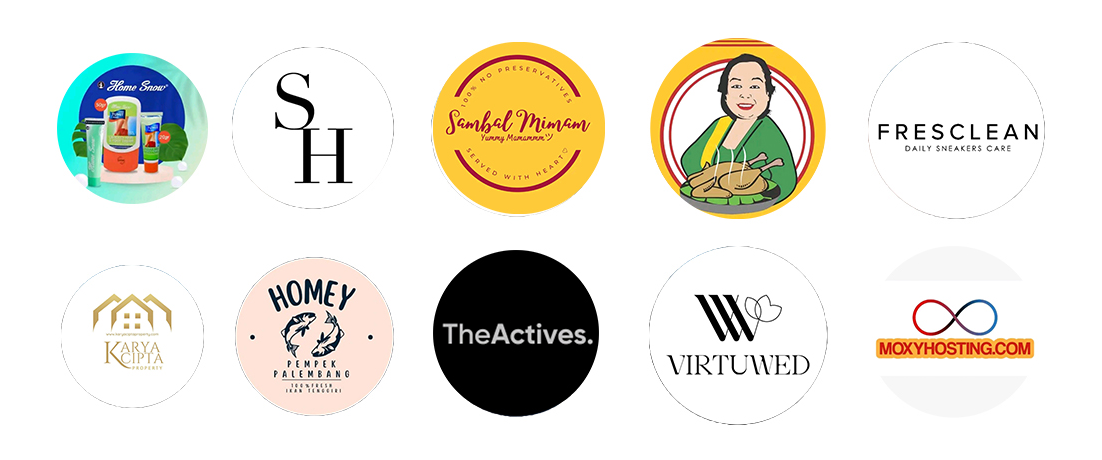 Home Snow
S
H
100% NO PRESERVATIVES
Sambal Mimam
Yummy Mamammm
SERVED WITH HEART♡
FRESCLEAN
DAILY SNEAKERS CARE
KARYA
CIPTA
PROPERTY
HOMEY
PEMPEK
PALEMBANG
100% FRESH
IKAN TENGGIRI
TheActives.
VIRTUWED
MOXYHOSTING.COM